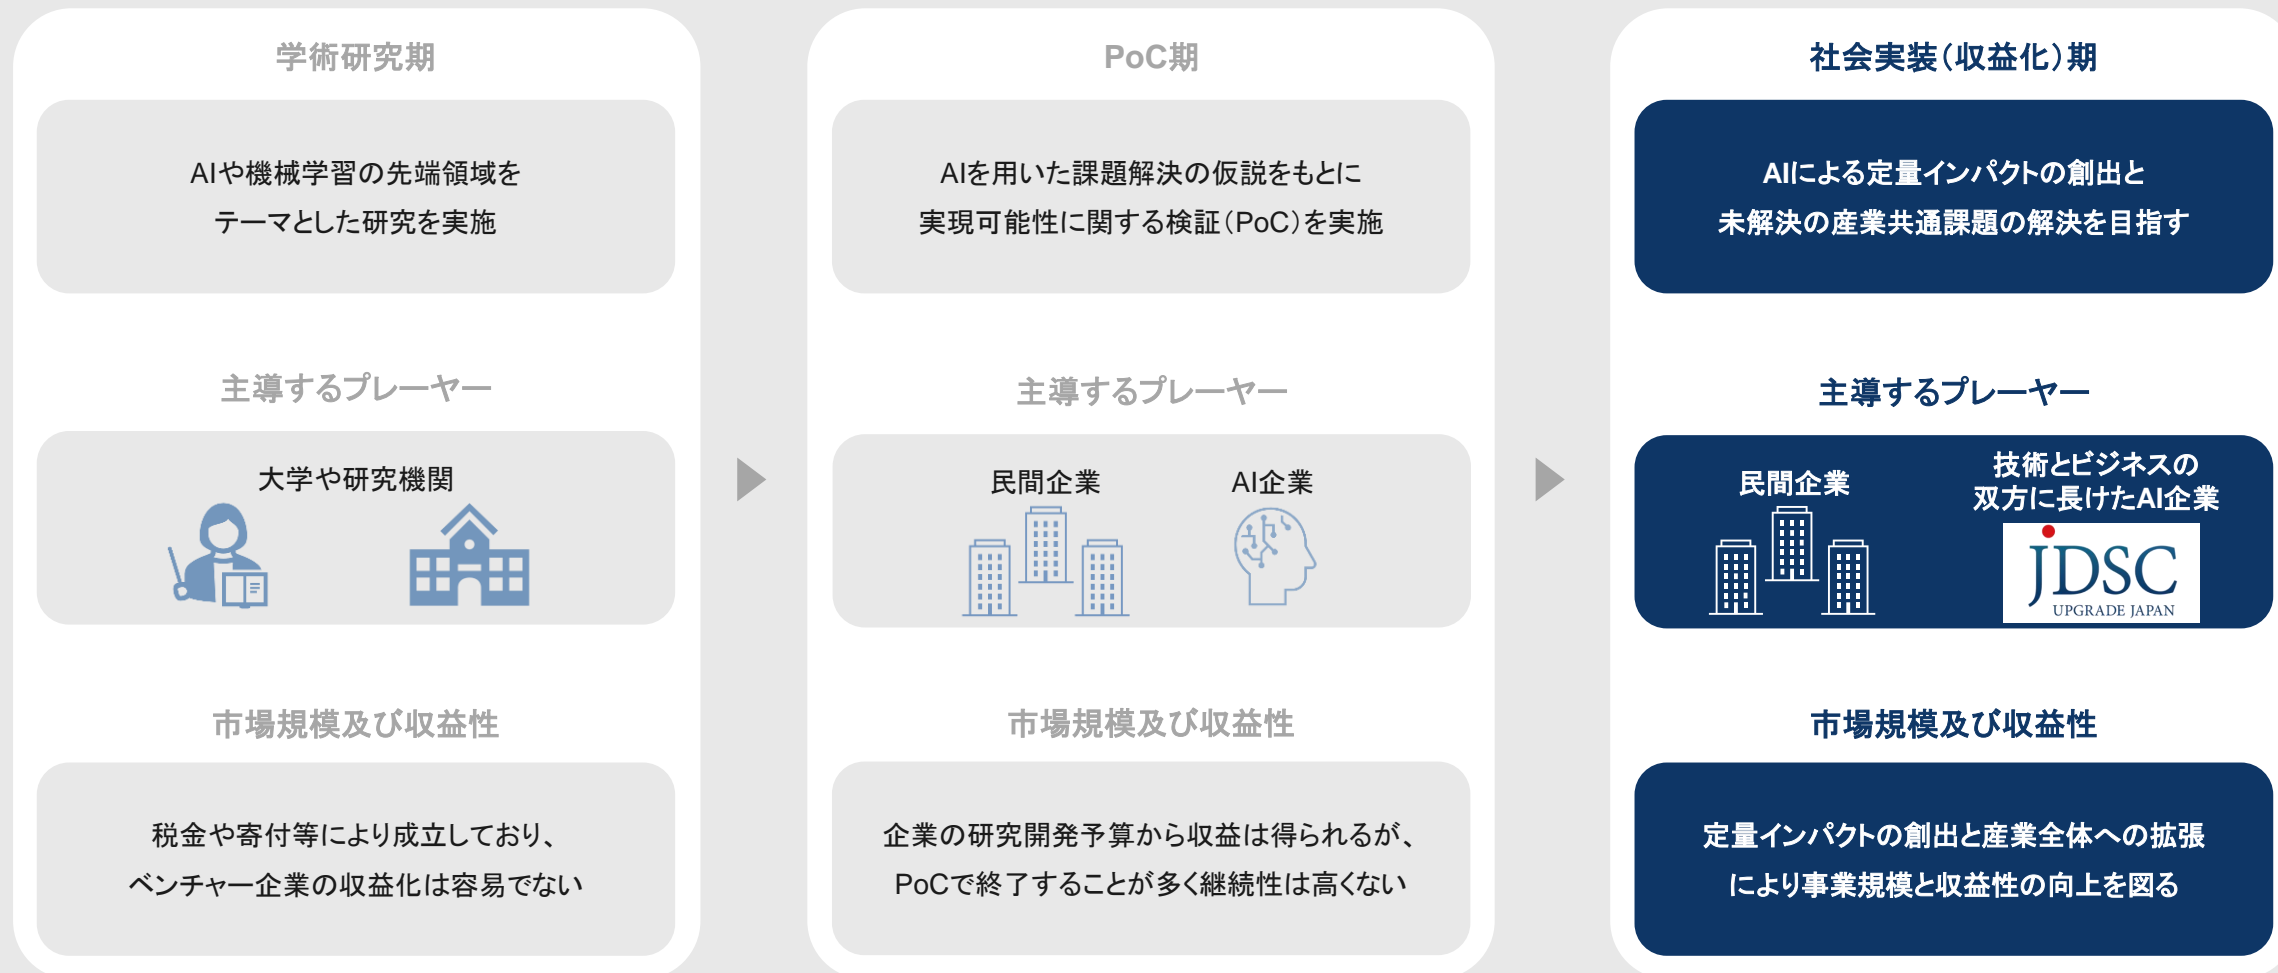 学術研究期
AIや機械学習の先端領域を
テーマとした研究を実施
主導するプレーヤー
大学や研究機関
市場規模及び収益性
税金や寄付等により成立しており、
ベンチャー企業の収益化は容易でない
PoC期
AIを用いた課題解決の仮説をもとに
実現可能性に関する検証（PoC）を実施
主導するプレーヤー
民間企業
AI企業
市場規模及び収益性
企業の研究開発予算から収益は得られるが、
PoCで終了することが多く継続性は高くない
社会実装（収益化）期
AIによる定量インパクトの創出と
未解決の産業共通課題の解決を目指す
主導するプレーヤー
民間企業
技術とビジネスの
双方に長けたAI企業
JDSC
UPGRADE JAPAN
市場規模及び収益性
定量インパクトの創出と産業全体への拡張
により事業規模と収益性の向上を図る